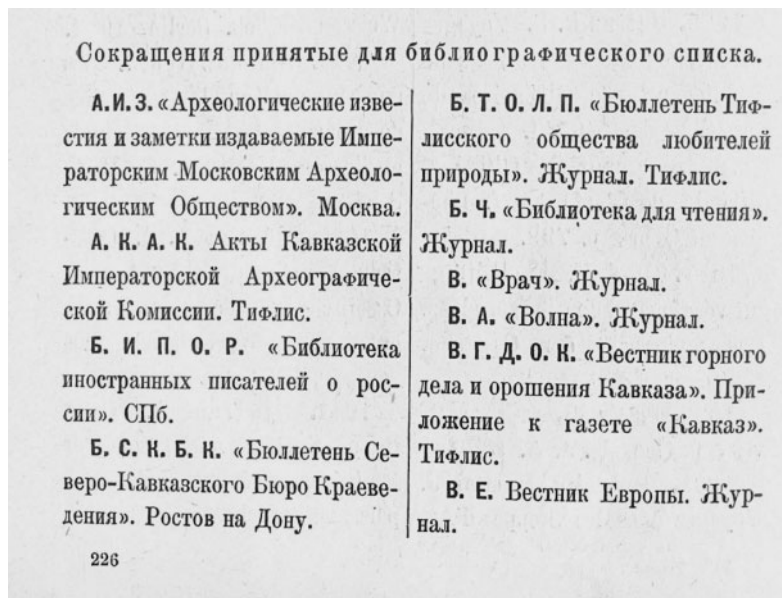 Сокращения принятые для библиографического списка.
А.И.З. «Археологические изве-
стия и заметки издаваемые Импе-
раторским Московским Археоло-
гическим Обществом». Москва.
А. К. А. К. Акты Кавказской
Императорской Археографиче-
ской Комиссии. Тифлис.
Б. И. П. О. Р. «Библиотека
иностранных писателей о рос-
сии». СПб.
Б. С. К. Б. К. «Бюллетень Се-
веро-Кавказского Бюро Краеве-
дения». Ростов на Дону.
Б. Т. О. Л. П. «Бюллетень Тиф-
лисского общества любителей
природы». Журнал. Тифлис.
Б. Ч. «Библиотека для чтения».
Журнал.
В. «Врач». Журнал.
В. А. «Волна». Журнал.
В. Г. Д. О. К. «Вестник горного
дела и орошения Кавказа». При-
ложение к газете «Кавказ».
Тифлис.
В. Е. Вестник Европы. Жур-
нал.
226